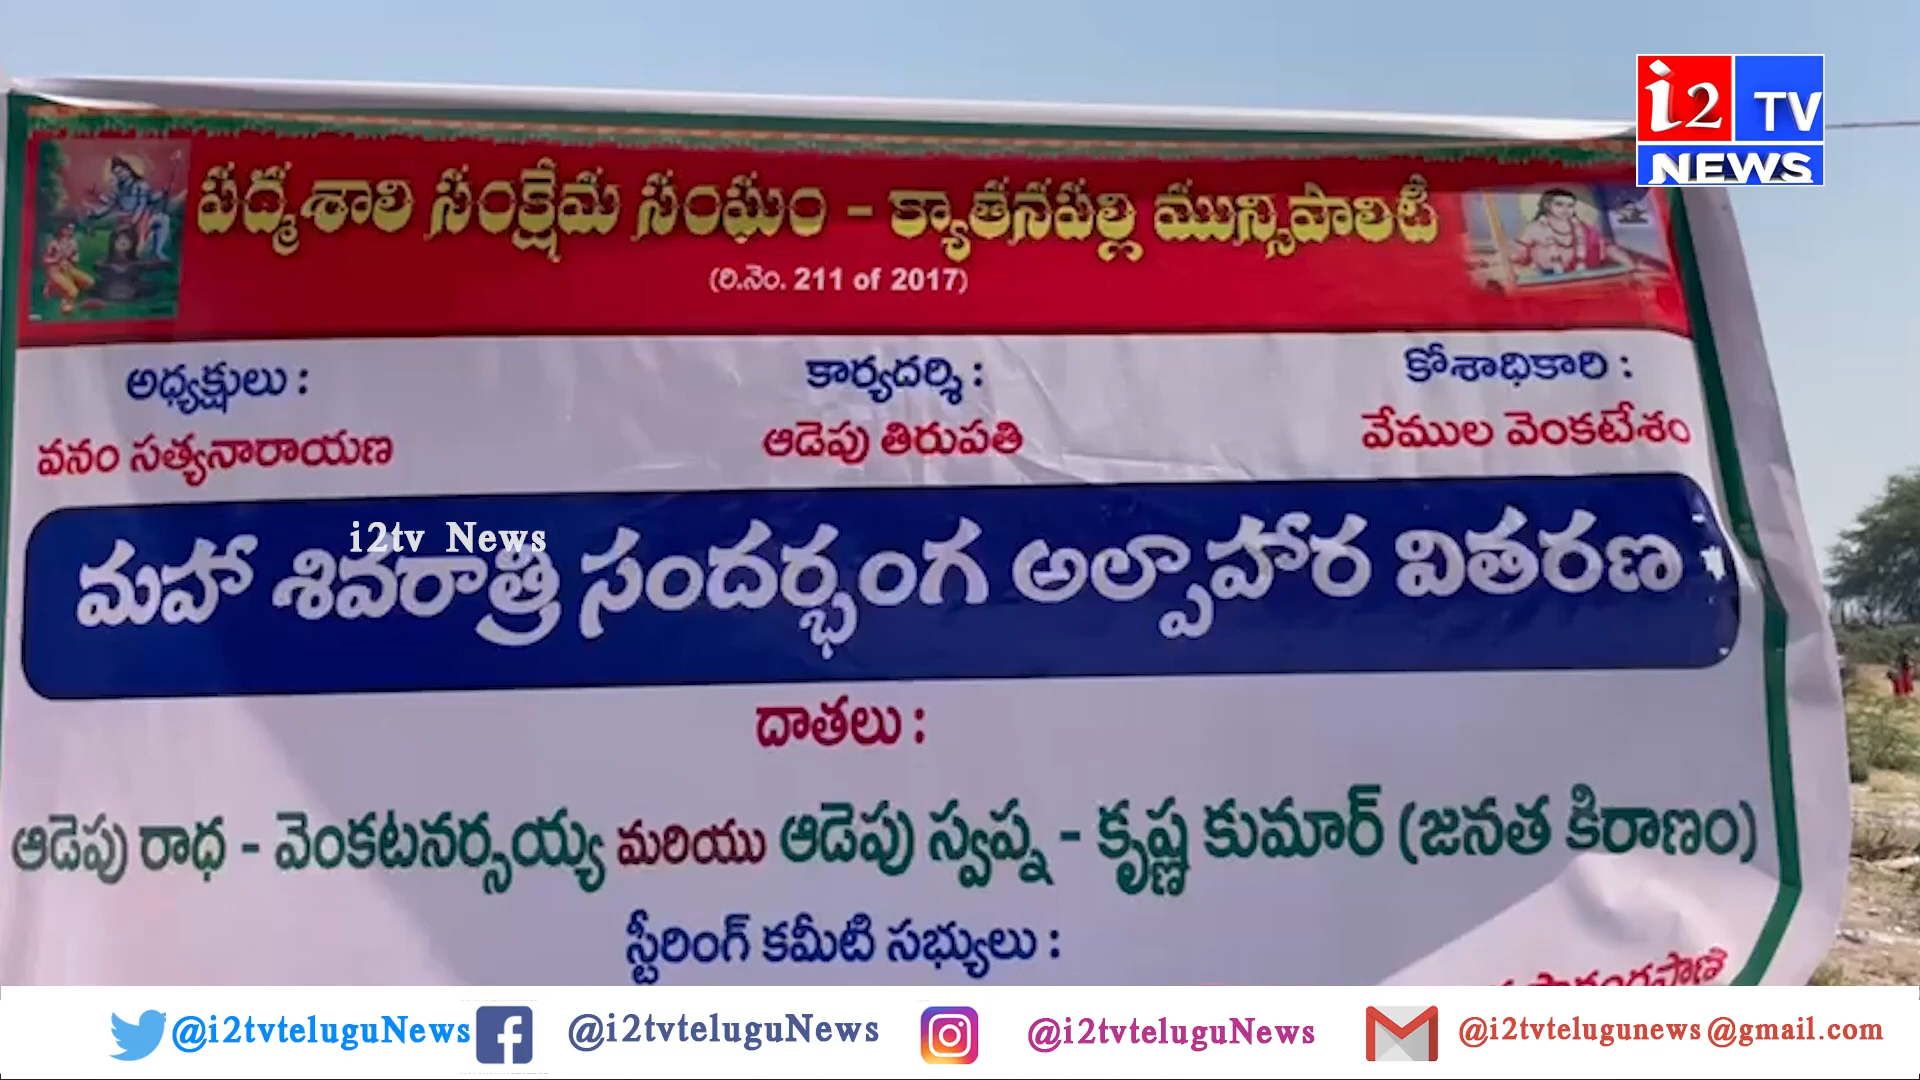 i2 TV
NEWS
పద్మశాలి సంక్షేమ సంఘం - క్యాతనపల్లి మున్సిపాలిటీ
(రి.నెం. 211 of 2017)
అధ్యక్షులు : కార్యదర్శి : కోశాధికారి :
వనం సత్యనారాయణ ఆడెపు తిరుపతి వేముల వెంకటేశం
i2tv News
మహా శివరాత్రి సందర్భంగ అల్పాహార వితరణ
దాతలు :
ఆడెపు రాధ - వెంకటనర్సయ్య మరియు ఆడెపు స్వప్న - కృష్ణ కుమార్ (జనత కిరాణం)
స్టీరింగ్ కమీటి సభ్యులు :
@i2tvteluguNews @i2tvteluguNews @i2tvteluguNews @i2tvtelugunews@gmail.com